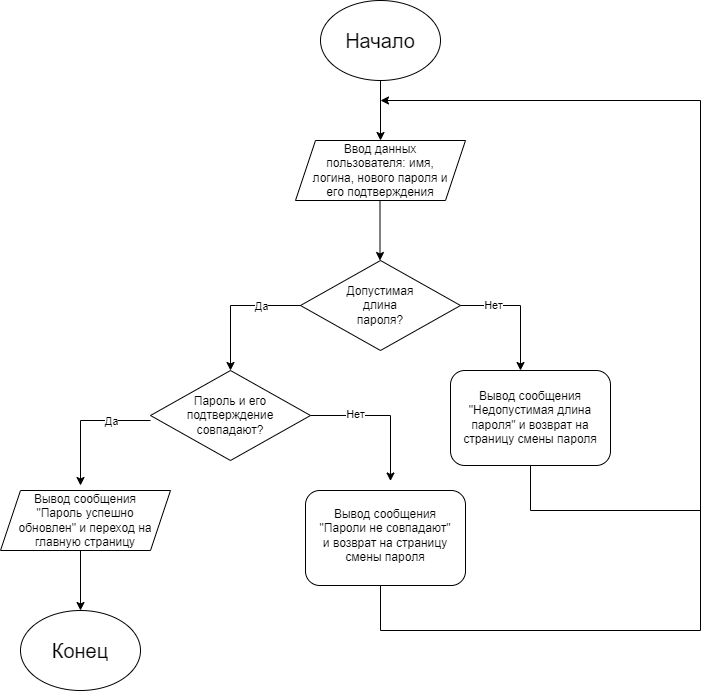 Начало
Ввод данных
пользователя: имя,
логина, нового пароля и
его подтверждения
Допустимая
длина
пароля?
Да
Нет
Пароль и его
подтверждение
совпадают?
Вывод сообщения
"Недопустимая длина
пароля" и возврат на
страницу смены пароля
Да
Нет
Вывод сообщения
"Пароль успешно
обновлен" и переход на
главную страницу
Вывод сообщения
"Пароли не совпадают"
и возврат на страницу
смены пароля
Конец